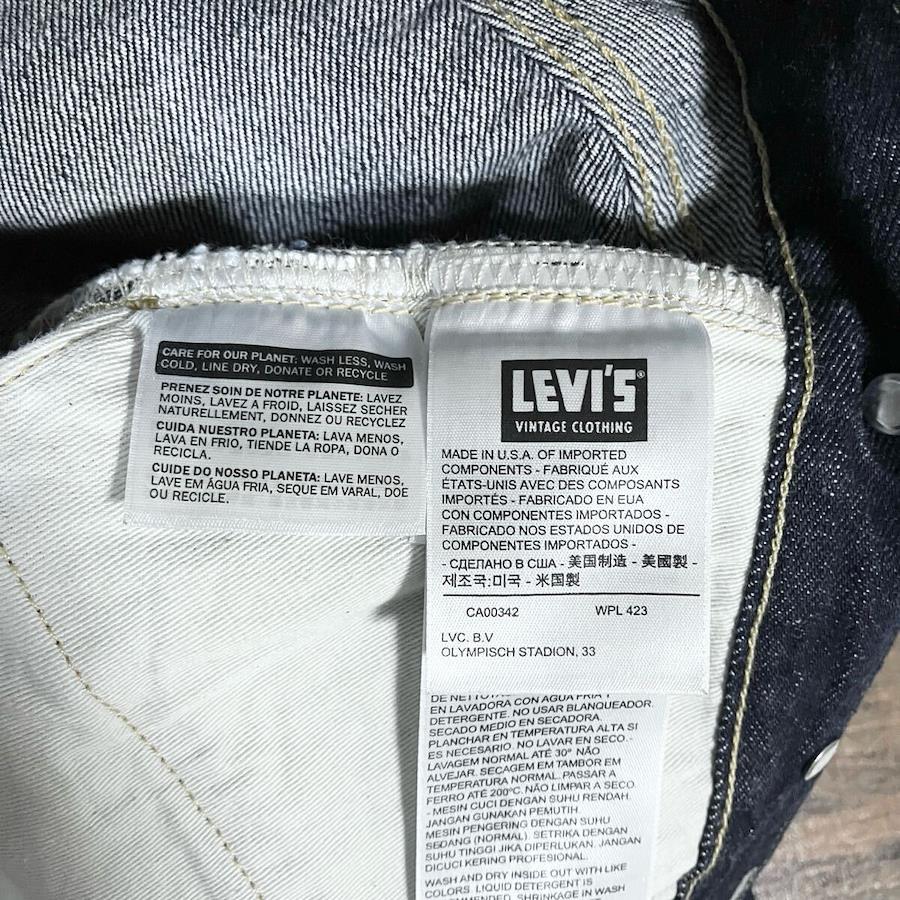 CARE FOR OUR PLANET: WASH LESS, WASH
COLD, LINE DRY, DONATE OR RECYCLE
PRENEZ SOIN DE NOTRE PLANETE: LAVEZ
MOINS, LAVEZ A FROID, LAISSEZ SECHER
NATURELLEMENT, DONNEZ OU RECYCLEZ
CUIDA NUESTRO PLANETA: LAVA MENOS,
LAVA EN FRIO, TIENDE LA ROPA, DONA O
RECICLA.
CUIDE DO NOSSO PLANETA: LAVE MENOS,
LAVE EM ÁGUA FRIA, SEQUE EM VARAL, DOE
OU RECICLE.
LEVI'S®
VINTAGE CLOTHING
MADE IN U.S.A. OF IMPORTED
COMPONENTS - FABRIQUÉ AUX
ÉTATS-UNIS AVEC DES COMPOSANTS
IMPORTÉS - FABRICADO EN EUA
CON COMPONENTES IMPORTADOS -
FABRICADO NOS ESTADOS UNIDOS DE
COMPONENTES IMPORTADOS -
- СДЕЛАНО В США - 美国制造 - 美國製 -
제조국:미국 - 米国製
CA00342 WPL 423
LVC. B.V
OLYMPISCH STADION, 33
EN LAVADORA CON AGUA FRIA Y
DETERGENTE. NO USAR BLANQUEADOR.
SECADO MEDIO EN SECADORA.
PLANCHAR EN TEMPERATURA ALTA SI
ES NECESARIO. NO LAVAR EN SECO.-
LAVAGEM NORMAL ATÉ 30° NÃO
ALVEJAR. SECAGEM EM TAMBOR EM
TEMPERATURA NORMAL. PASSAR A
FERRO ATÉ 200°C. NÃO LIMPAR A SECO.
- MESIN CUCI DENGAN SUHU RENDAH.
JANGAN GUNAKAN PEMUTIH.
MESIN PENGERING DENGAN SUHU
SEDANG (NORMAL). SETRIKA DENGAN
SUHU TINGGI JIKA DIPERLUKAN. JANGAN
DICUCI KERING PROFESIONAL.
WASH AND DRY INSIDE OUT WITH LIKE
COLORS. LIQUID DETERGENT IS
RECOMMENDED. SHRINKAGE IN WASH